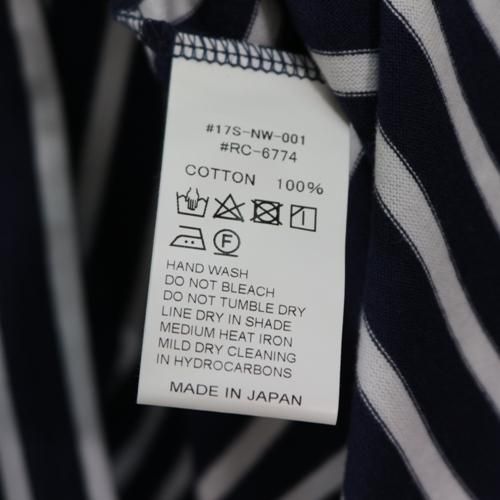 #17S-NW-001
#RC-6774
COTTON 100%
F
HAND WASH
DO NOT BLEACH
DO NOT TUMBLE DRY
LINE DRY IN SHADE
MEDIUM HEAT IRON
MILD DRY CLEANING
IN HYDROCARBONS
MADE IN JAPAN